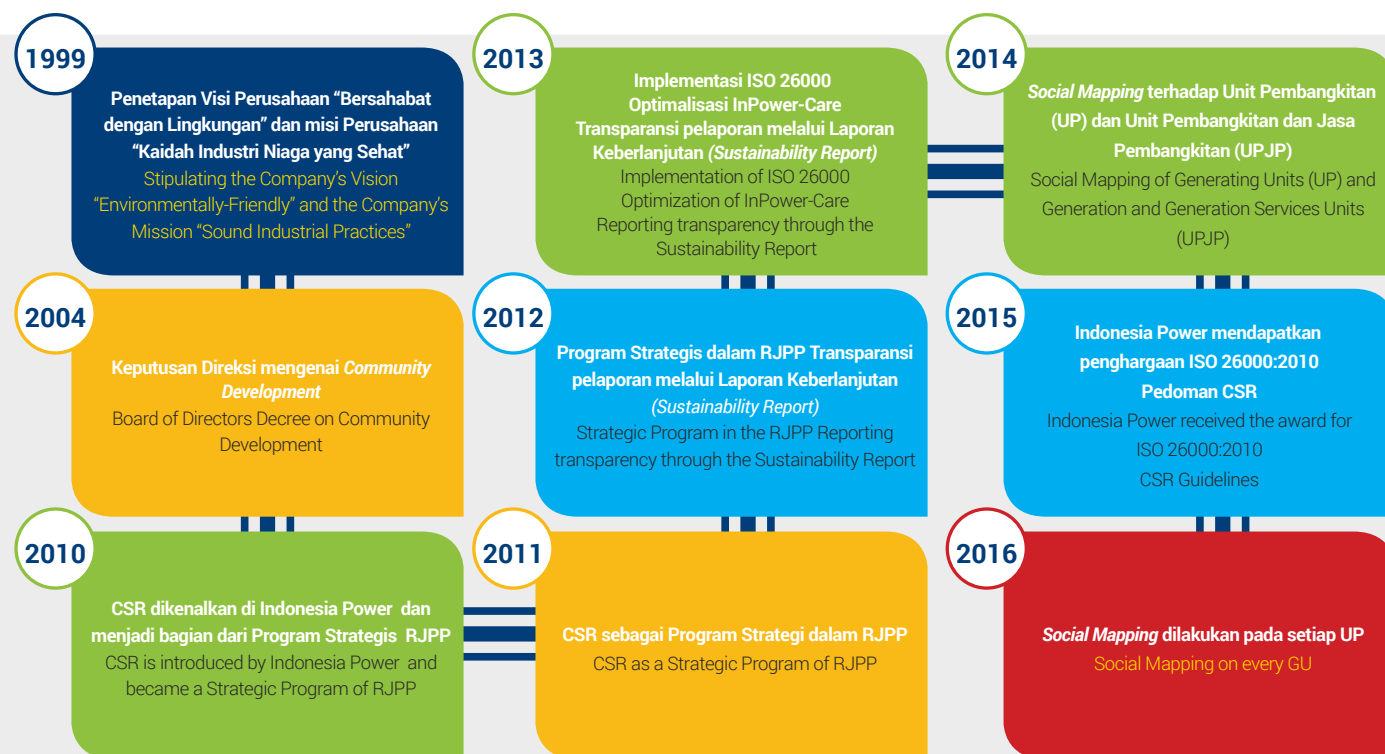 1999
Penetapan Visi Perusahaan “Bersahabat
dengan Lingkungan” dan misi Perusahaan
“Kaidah Industri Niaga yang Sehat”
Stipulating the Company’s Vision
“Environmentally-Friendly” and the Company’s
Mission “Sound Industrial Practices”
2004
Keputusan Direksi mengenai Community
Development
Board of Directors Decree on Community
Development
2010
CSR dikenalkan di Indonesia Power dan
menjadi bagian dari Program Strategis RJPP
CSR is introduced by Indonesia Power and
became a Strategic Program of RJPP
2011
CSR sebagai Program Strategi dalam RJPP
CSR as a Strategic Program of RJPP
2012
Program Strategis dalam RJPP Transparansi
pelaporan melalui Laporan Keberlanjutan
(Sustainability Report)
Strategic Program in the RJPP Reporting
transparency through the Sustainability Report
2013
Implementasi ISO 26000
Optimalisasi InPower-Care
Transparansi pelaporan melalui Laporan
Keberlanjutan (Sustainability Report)
Implementation of ISO 26000
Optimization of InPower-Care
Reporting transparency through the
Sustainability Report
2014
Social Mapping terhadap Unit Pembangkitan
(UP) dan Unit Pembangkitan dan Jasa
Pembangkitan (UPJP)
Social Mapping of Generating Units (UP) and
Generation and Generation Services Units
(UPJP)
2015
Indonesia Power mendapatkan
penghargaan ISO 26000:2010
Pedoman CSR
Indonesia Power received the award for
ISO 26000:2010
CSR Guidelines
2016
Social Mapping dilakukan pada setiap UP
Social Mapping on every GU